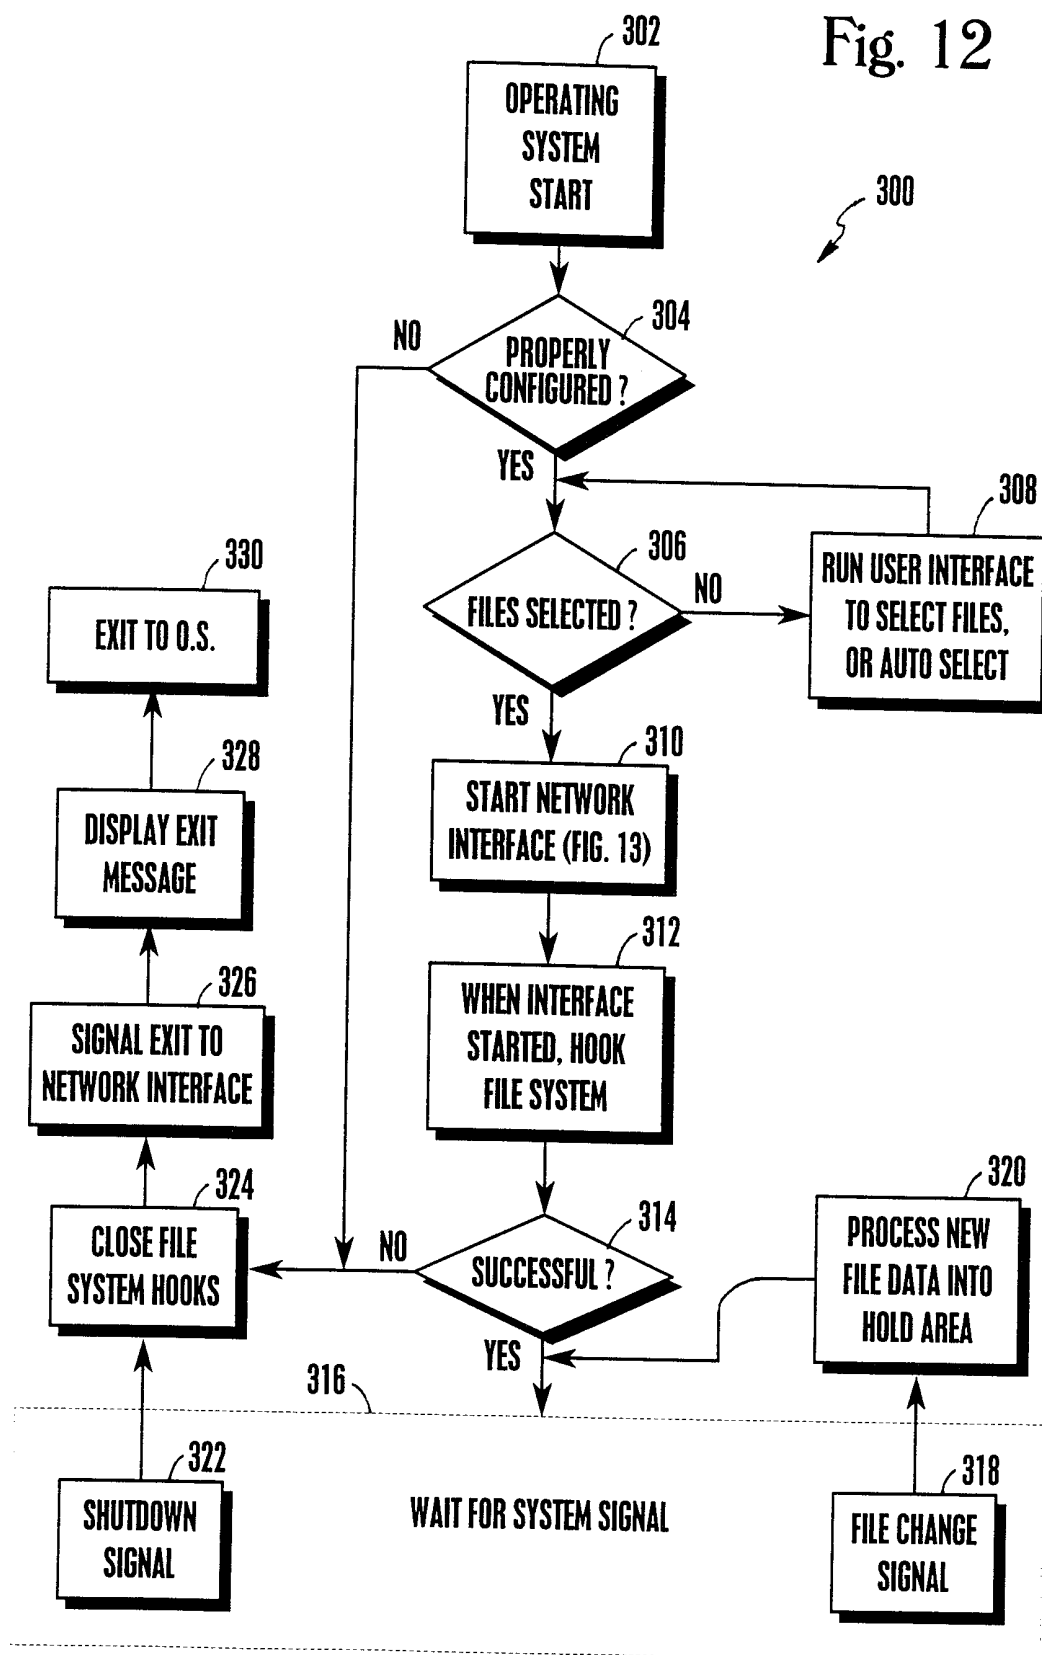 Fig. 12
302
OPERATING
SYSTEM
START
300
304
NO
PROPERLY
CONFIGURED ?
YES
308
306
RUN USER INTERFACE
TO SELECT FILES,
OR AUTO SELECT
FILES SELECTED ?
NO
330
EXIT TO O.S.
YES
310
START NETWORK
INTERFACE (FIG. 13)
328
DISPLAY EXIT
MESSAGE
312
WHEN INTERFACE
STARTED, HOOK
FILE SYSTEM
326
SIGNAL EXIT TO
NETWORK INTERFACE
324
CLOSE FILE
SYSTEM HOOKS
314
NO
SUCCESSFUL ?
YES
320
PROCESS NEW
FILE DATA INTO
HOLD AREA
316
322
SHUTDOWN
SIGNAL
WAIT FOR SYSTEM SIGNAL
318
FILE CHANGE
SIGNAL